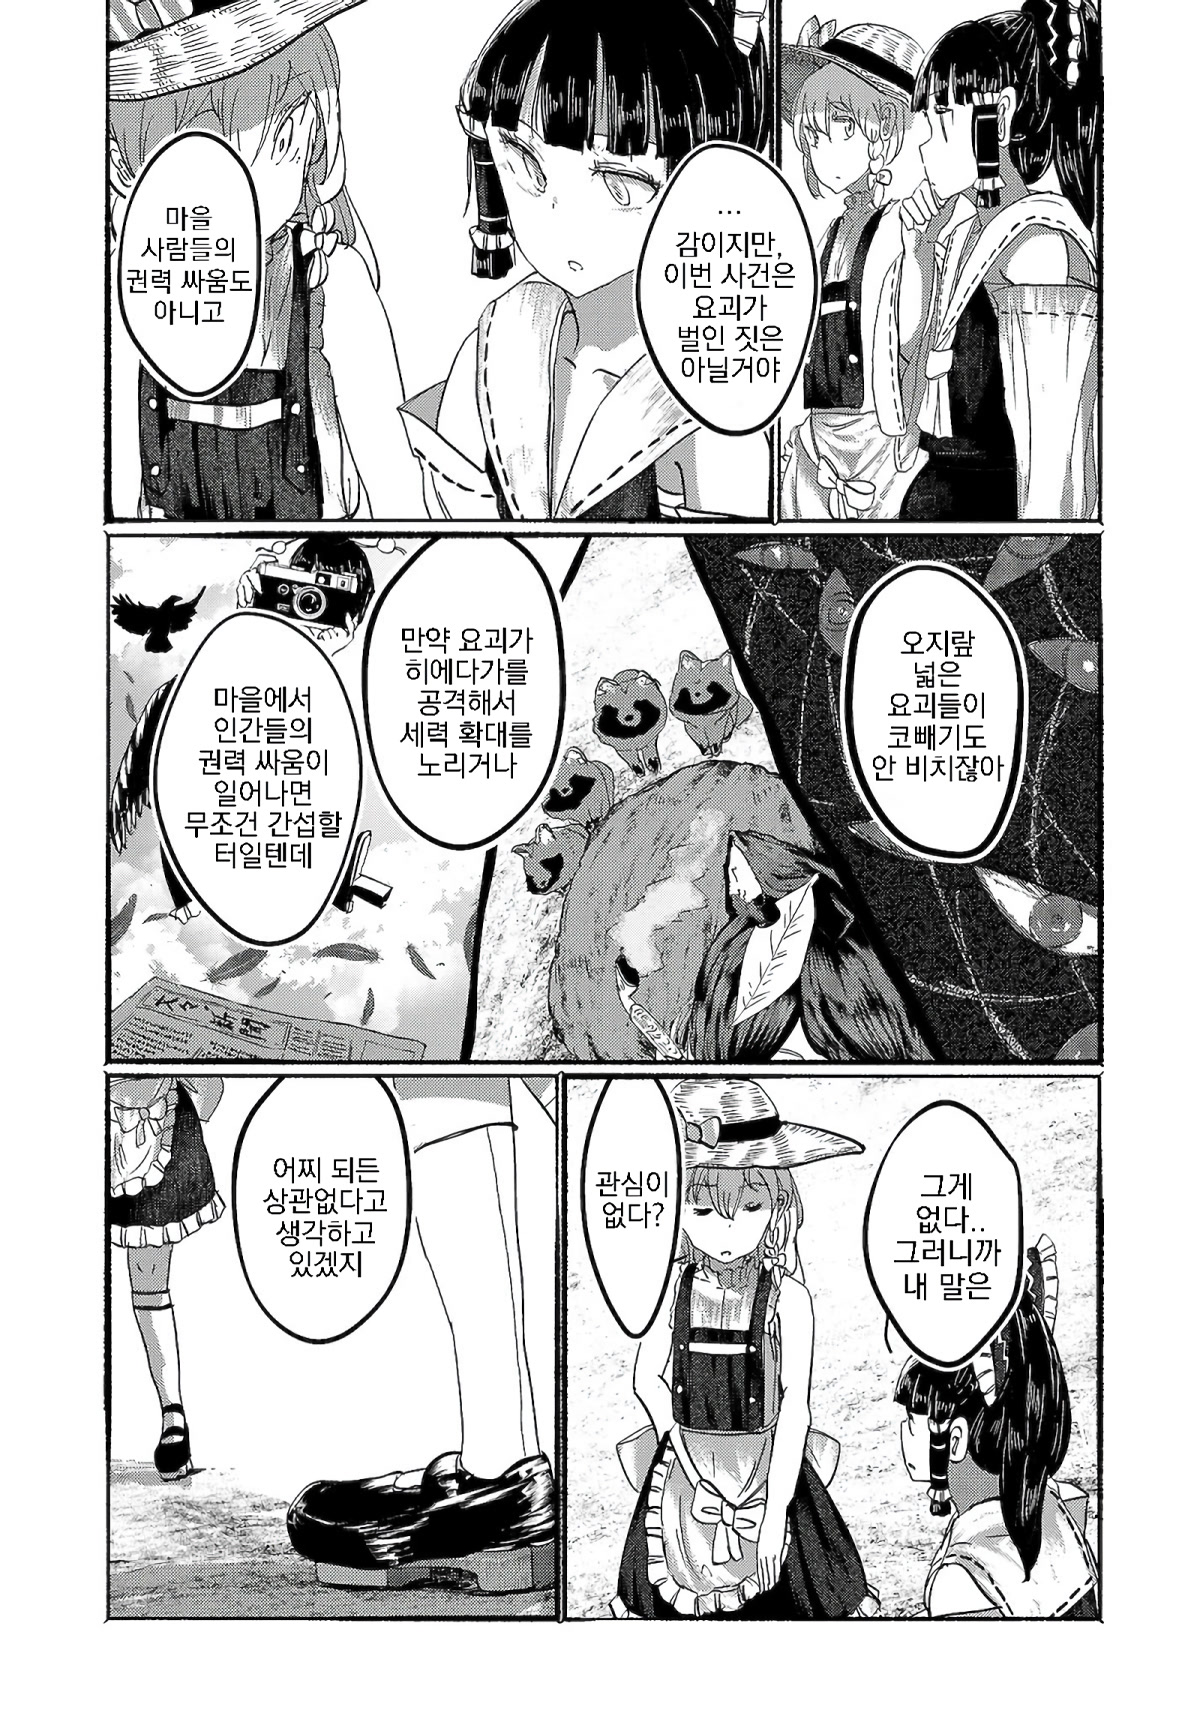 …
감이지만,
이번 사건은
요괴가
벌인 짓은
아닐거야
마을
사람들의
권력 싸움도
아니고
오지랖
넓은
요괴들이
코빼기도
안 비치잖아
만약 요괴가
히에다가를
공격해서
세력 확대를
노리거나
마을에서
인간들의
권력 싸움이
일어나면
무조건 간섭할
터일텐데
그게
없다..
그러니까
내 말은
관심이
없다?
어찌 되든
상관없다고
생각하고
있겠지